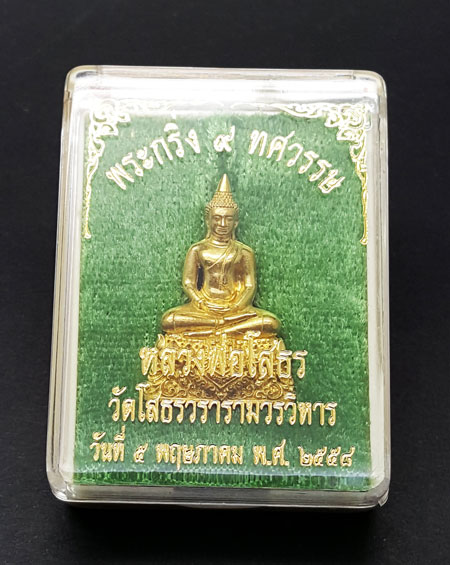 พระกริ่ง ๙ ทศวรรษ
หลวงพ่อโสธร
วัดโสธรวรารามวรวิหาร
วันที่ ๕ พฤษภาคม พ.ศ. ๒๕๕๘